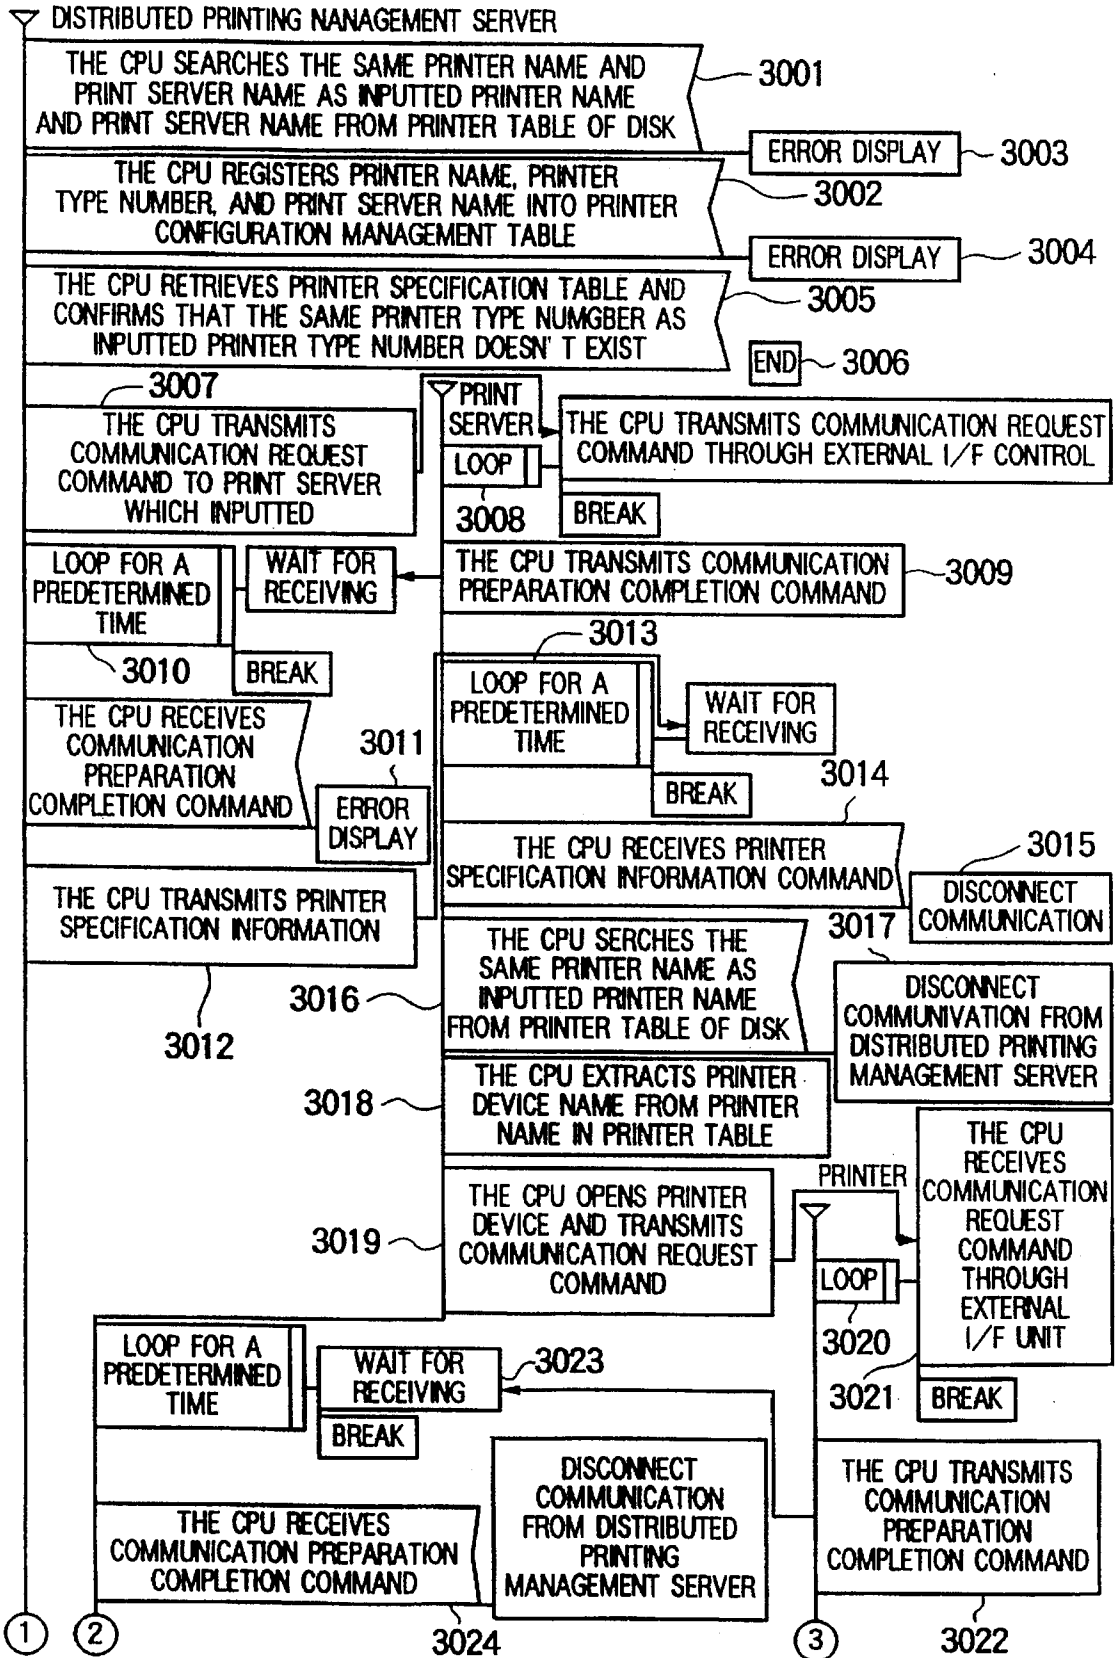 DISTRIBUTED PRINTING NANAGEMENT SERVER
THE CPU SEARCHES THE SAME PRINTER NAME AND
PRINT SERVER NAME AS INPUTTED PRINTER NAME
AND PRINT SERVER NAME FROM PRINTER TABLE OF DISK
3001
ERROR DISPLAY
3003
THE CPU REGISTERS PRINTER NAME, PRINTER
TYPE NUMBER, AND PRINT SERVER NAME INTO PRINTER
CONFIGURATION MANAGEMENT TABLE
3002
ERROR DISPLAY
3004
THE CPU RETRIEVES PRINTER SPECIFICATION TABLE AND
CONFIRMS THAT THE SAME PRINTER TYPE NUMGBER AS
INPUTTED PRINTER TYPE NUMBER DOESN' T EXIST
3005
END
3006
3007
THE CPU TRANSMITS
COMMUNICATION REQUEST
COMMAND TO PRINT SERVER
WHICH INPUTTED
PRINT
SERVER
LOOP
3008
THE CPU TRANSMITS COMMUNICATION REQUEST
COMMAND THROUGH EXTERNAL I/F CONTROL
BREAK
LOOP FOR A
PREDETERMINED
TIME
3010
WAIT FOR
RECEIVING
BREAK
THE CPU TRANSMITS COMMUNICATION
PREPARATION COMPLETION COMMAND
3009
3013
LOOP FOR A
PREDETERMINED
TIME
WAIT FOR
RECEIVING
BREAK
THE CPU RECEIVES
COMMUNICATION
PREPARATION
COMPLETION COMMAND
3011
ERROR
DISPLAY
3014
THE CPU RECEIVES PRINTER
SPECIFICATION INFORMATION COMMAND
3015
DISCONNECT
COMMUNICATION
THE CPU TRANSMITS PRINTER
SPECIFICATION INFORMATION
3012
THE CPU SERCHES THE
SAME PRINTER NAME AS
INPUTTED PRINTER NAME
FROM PRINTER TABLE OF DISK
3016
3017
DISCONNECT
COMMUNIVATION FROM
DISTRIBUTED PRINTING
MANAGEMENT SERVER
THE CPU EXTRACTS PRINTER
DEVICE NAME FROM PRINTER
NAME IN PRINTER TABLE
3018
THE CPU OPENS PRINTER
DEVICE AND TRANSMITS
COMMUNICATION REQUEST
COMMAND
3019
PRINTER
LOOP
3020
THE CPU
RECEIVES
COMMUNICATION
REQUEST
COMMAND
THROUGH
EXTERNAL
I/F UNIT
3021
BREAK
LOOP FOR A
PREDETERMINED
TIME
WAIT FOR
RECEIVING
3023
BREAK
THE CPU RECEIVES
COMMUNICATION PREPARATION
COMPLETION COMMAND
3024
DISCONNECT
COMMUNICATION
FROM DISTRIBUTED
PRINTING
MANAGEMENT SERVER
THE CPU TRANSMITS
COMMUNICATION
PREPARATION
COMPLETION COMMAND
3022
1
2
3